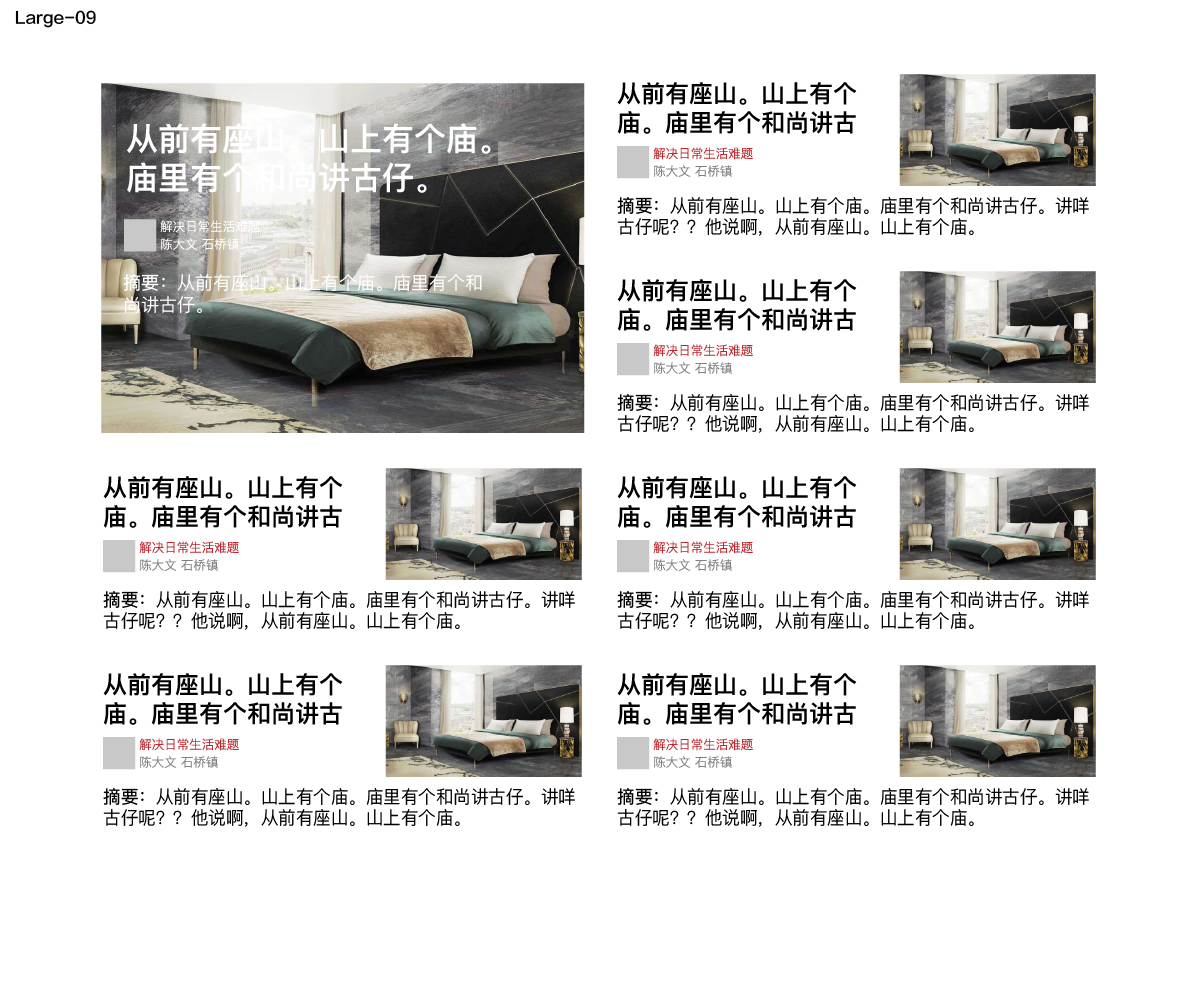 Large-09
从前有座山。山上有个庙。
庙里有个和尚讲古仔。
解决日常生活难题
陈大文 石桥镇
摘要：从前有座山。山上有个庙。庙里有个和
尚讲古仔。
从前有座山。山上有个
庙。庙里有个和尚讲古
解决日常生活难题
陈大文 石桥镇
摘要：从前有座山。山上有个庙。庙里有个和尚讲古仔。讲咩
古仔呢？？他说啊，从前有座山。山上有个庙。
从前有座山。山上有个
庙。庙里有个和尚讲古
解决日常生活难题
陈大文 石桥镇
摘要：从前有座山。山上有个庙。庙里有个和尚讲古仔。讲咩
古仔呢？？他说啊，从前有座山。山上有个庙。
从前有座山。山上有个
庙。庙里有个和尚讲古
解决日常生活难题
陈大文 石桥镇
摘要：从前有座山。山上有个庙。庙里有个和尚讲古仔。讲咩
古仔呢？？他说啊，从前有座山。山上有个庙。
从前有座山。山上有个
庙。庙里有个和尚讲古
解决日常生活难题
陈大文 石桥镇
摘要：从前有座山。山上有个庙。庙里有个和尚讲古仔。讲咩
古仔呢？？他说啊，从前有座山。山上有个庙。
从前有座山。山上有个
庙。庙里有个和尚讲古
解决日常生活难题
陈大文 石桥镇
摘要：从前有座山。山上有个庙。庙里有个和尚讲古仔。讲咩
古仔呢？？他说啊，从前有座山。山上有个庙。
从前有座山。山上有个
庙。庙里有个和尚讲古
解决日常生活难题
陈大文 石桥镇
摘要：从前有座山。山上有个庙。庙里有个和尚讲古仔。讲咩
古仔呢？？他说啊，从前有座山。山上有个庙。